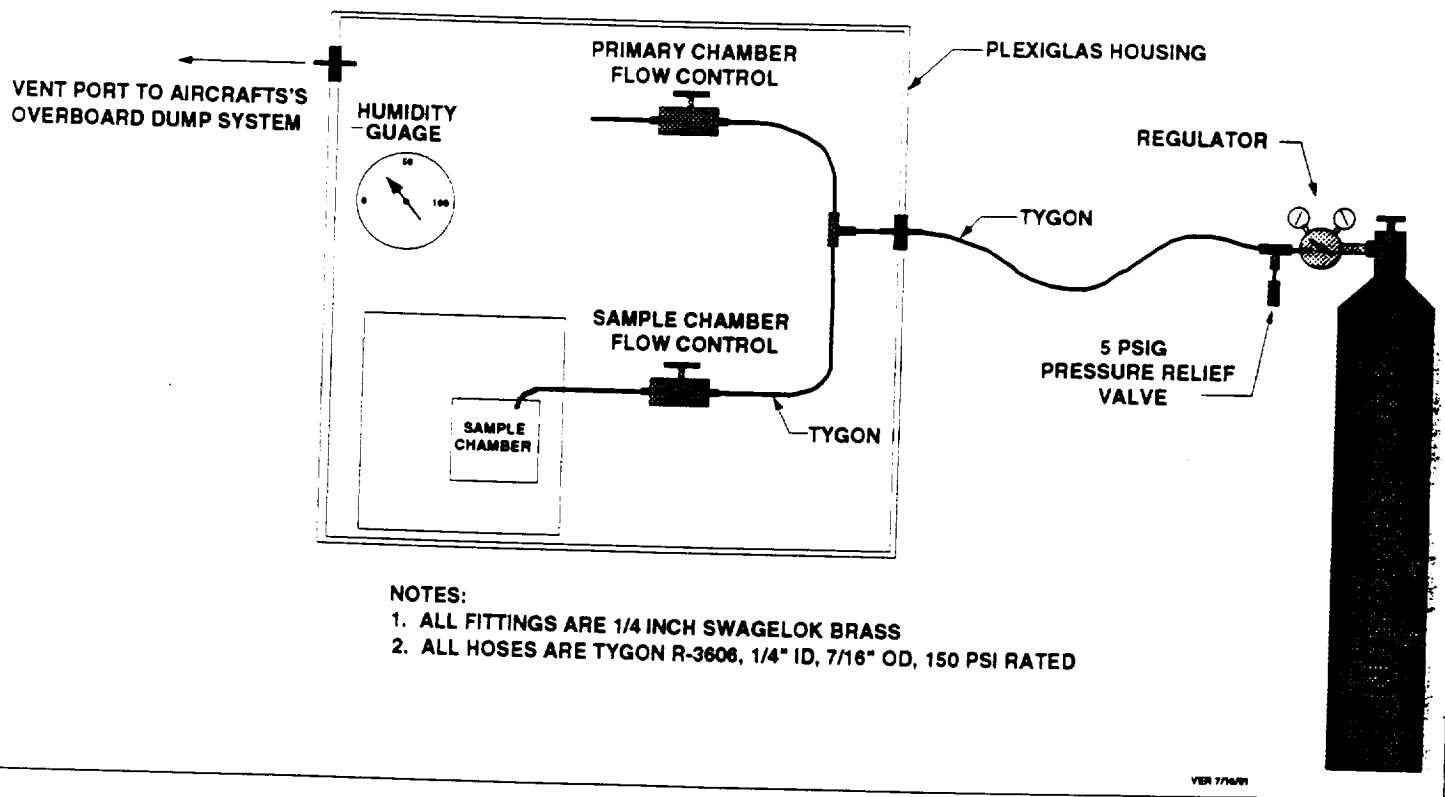 PRIMARY CHAMBER
FLOW CONTROL
PLEXIGLAS HOUSING
VENT PORT TO AIRCRAFTS'S
OVERBOARD DUMP SYSTEM
HUMIDITY
GUAGE
50
0
100
REGULATOR
TYGON
SAMPLE CHAMBER
FLOW CONTROL
5 PSIG
PRESSURE RELIEF
VALVE
SAMPLE
CHAMBER
TYGON
NOTES:
1. ALL FITTINGS ARE 1/4 INCH SWAGELOK BRASS
2. ALL HOSES ARE TYGON R-3606, 1/4" ID, 7/16" OD, 150 PSI RATED